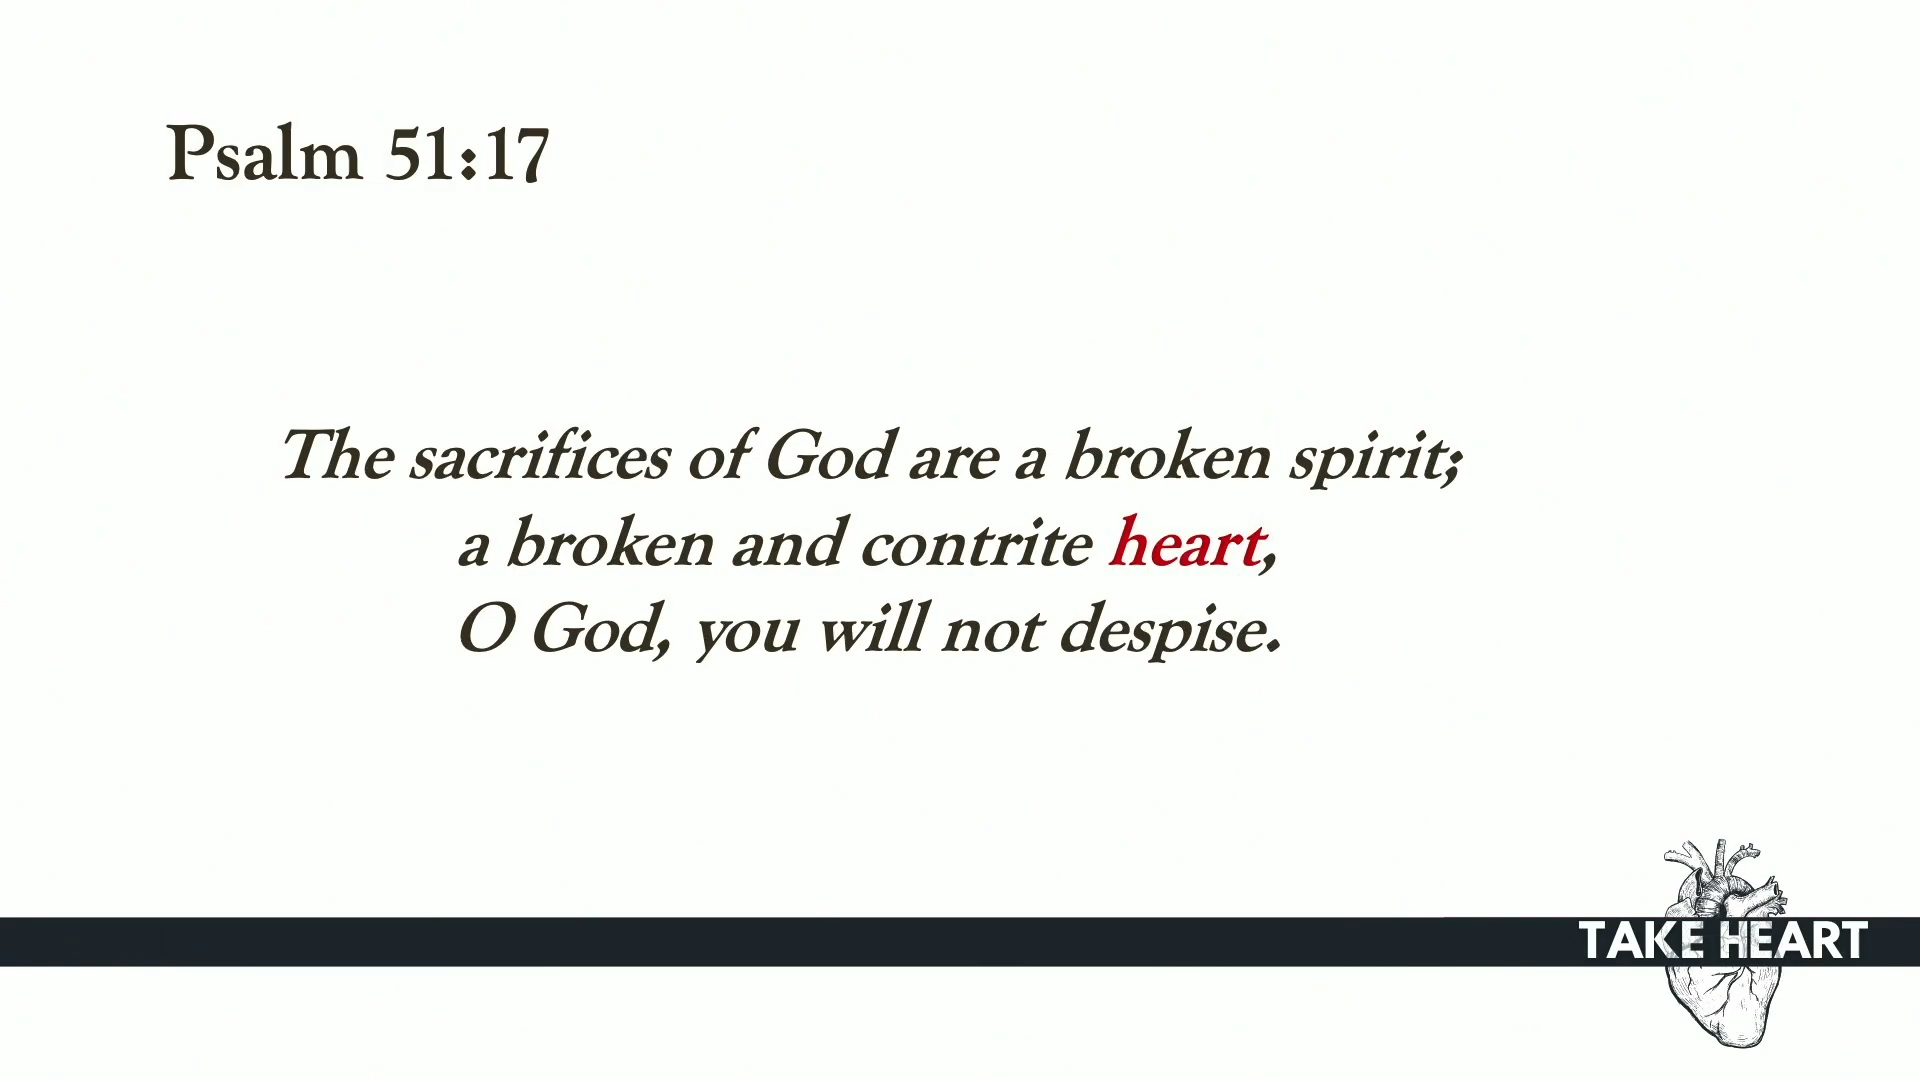 Psalm 51:17
The sacrifices of God are a broken spirit;
a broken and contrite heart,
O God, you will not despise.
TAKE HEART